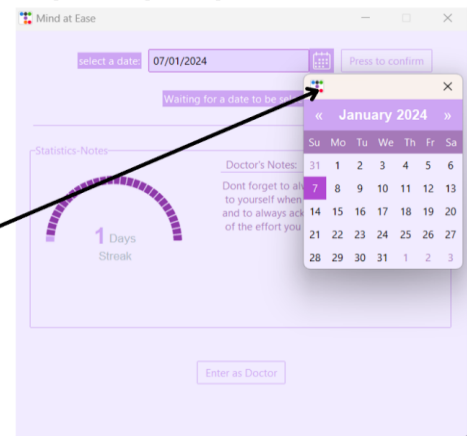 Mind at Ease
select a date: 07/01/2024 Press to confirm
Waiting for a date to be
« January 2024 »
Su Mo Tu We Th Fr Sa
31 1 2 3 4 5 6
7 8 9 10 11 12 13
14 15 16 17 18 19 20
21 22 23 24 25 26 27
28 29 30 31 1 2 3
Statistics-Notes
1 Days
Streak
Doctor's Notes:
Dont forget to
to yourself when
and to always
of the effort you
Enter as Doctor